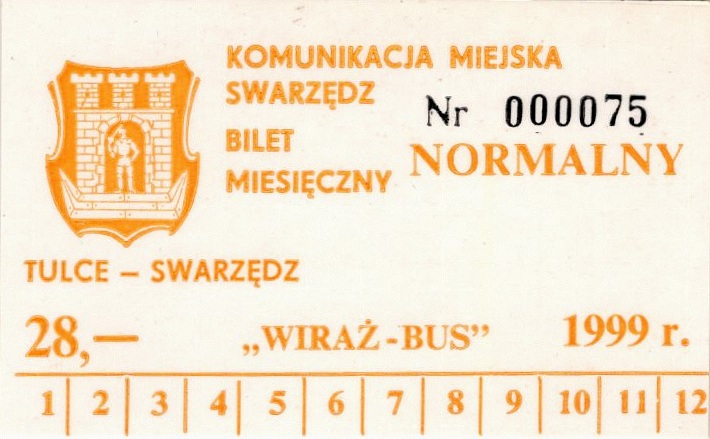 KOMUNIKACJA MIEJSKA
SWARZĘDZ
Nr 000075
BILET
NORMALNY
MIESIĘCZNY
TULCE – SWARZĘDZ
28,— „WIRAŻ-BUS” 1999 r.
1 2 3 4 5 6 7 8 9 10 11 12